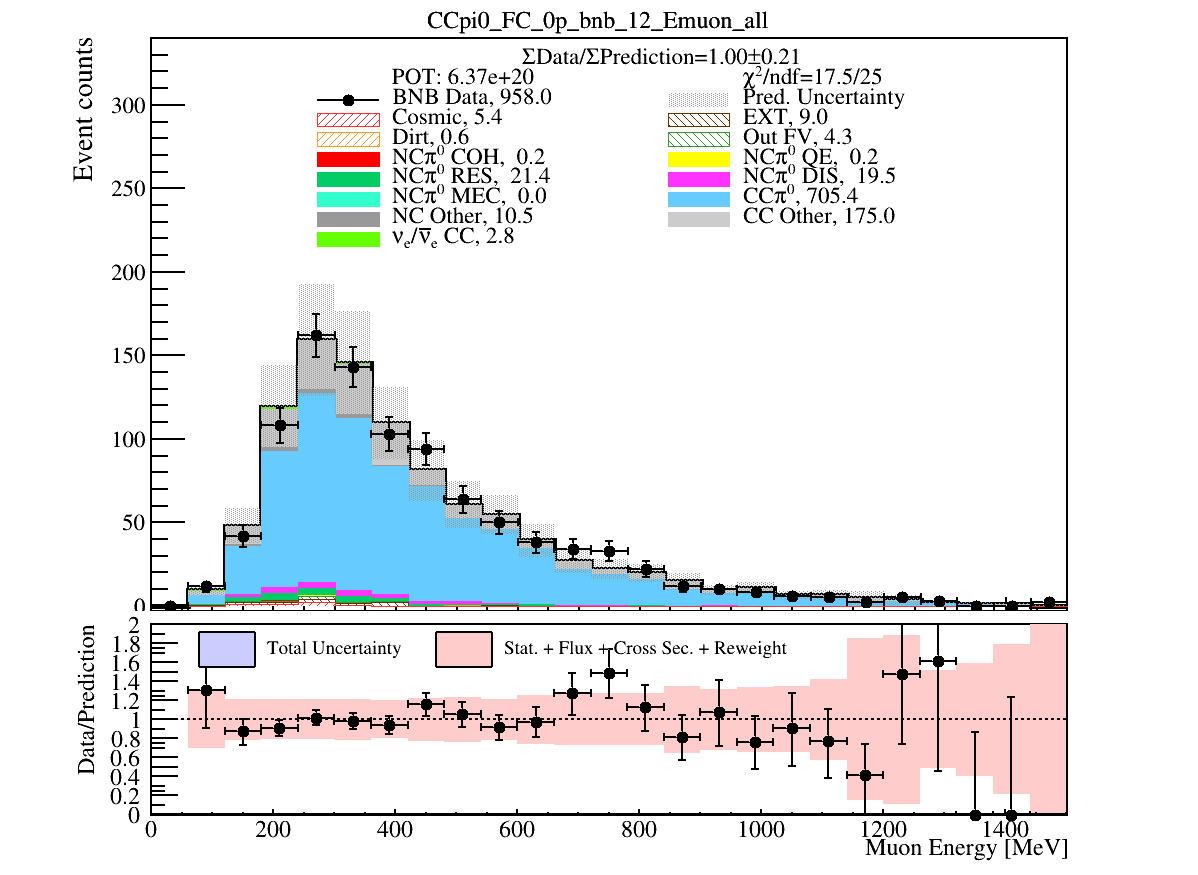 CCpi0_FC_0p_bnb_12_Emuon_all
ΣData/ΣPrediction=1.00±0.21
POT: 6.37e+20
χ²/ndf=17.5/25
BNB Data, 958.0
Pred. Uncertainty
Cosmic, 5.4
EXT, 9.0
Dirt, 0.6
Out FV, 4.3
NCπ⁰ COH, 0.2
NCπ⁰ QE, 0.2
NCπ⁰ RES, 21.4
NCπ⁰ DIS, 19.5
NCπ⁰ MEC, 0.0
CCπ⁰, 705.4
NC Other, 10.5
CC Other, 175.0
νₑ/ν̅ₑ CC, 2.8
Event counts
300
250
200
150
100
50
0
Total Uncertainty
Stat. + Flux + Cross Sec. + Reweight
Data/Prediction
2
1.8
1.6
1.4
1.2
1
0.8
0.6
0.4
0.2
0
0 200 400 600 800 1000 1200 1400
Muon Energy [MeV]